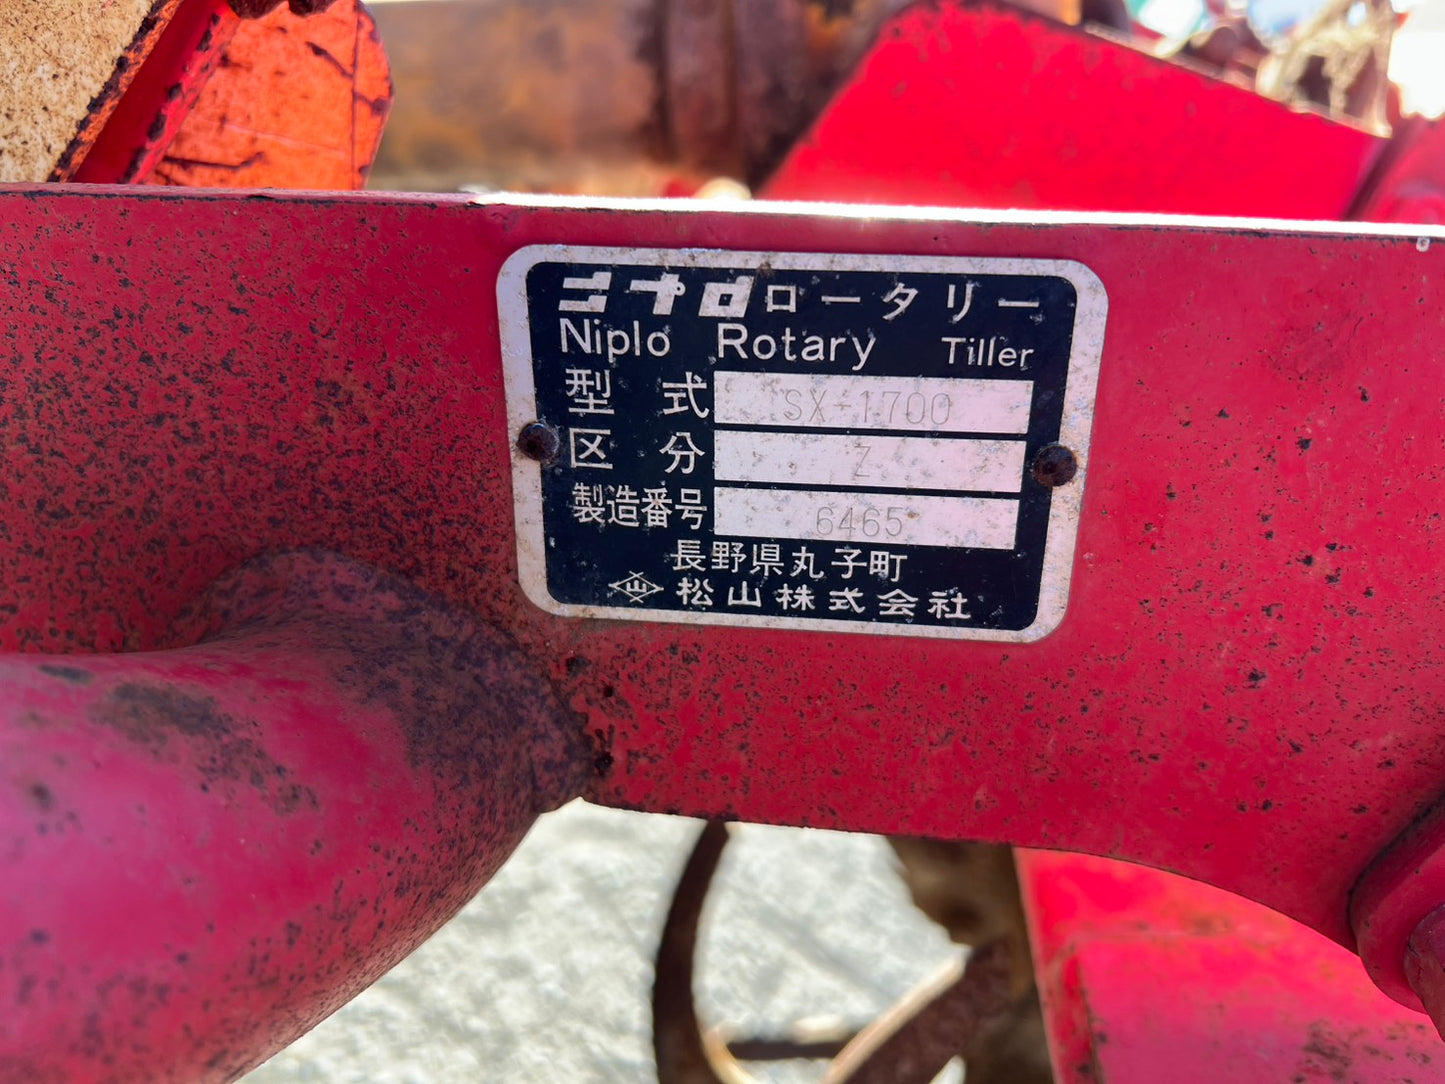 ニプロロータリー
Niplo Rotary Tiller
型式 SX-1700
区分 Z
製造番号 6465
長野県丸子町
山 松山株式会社